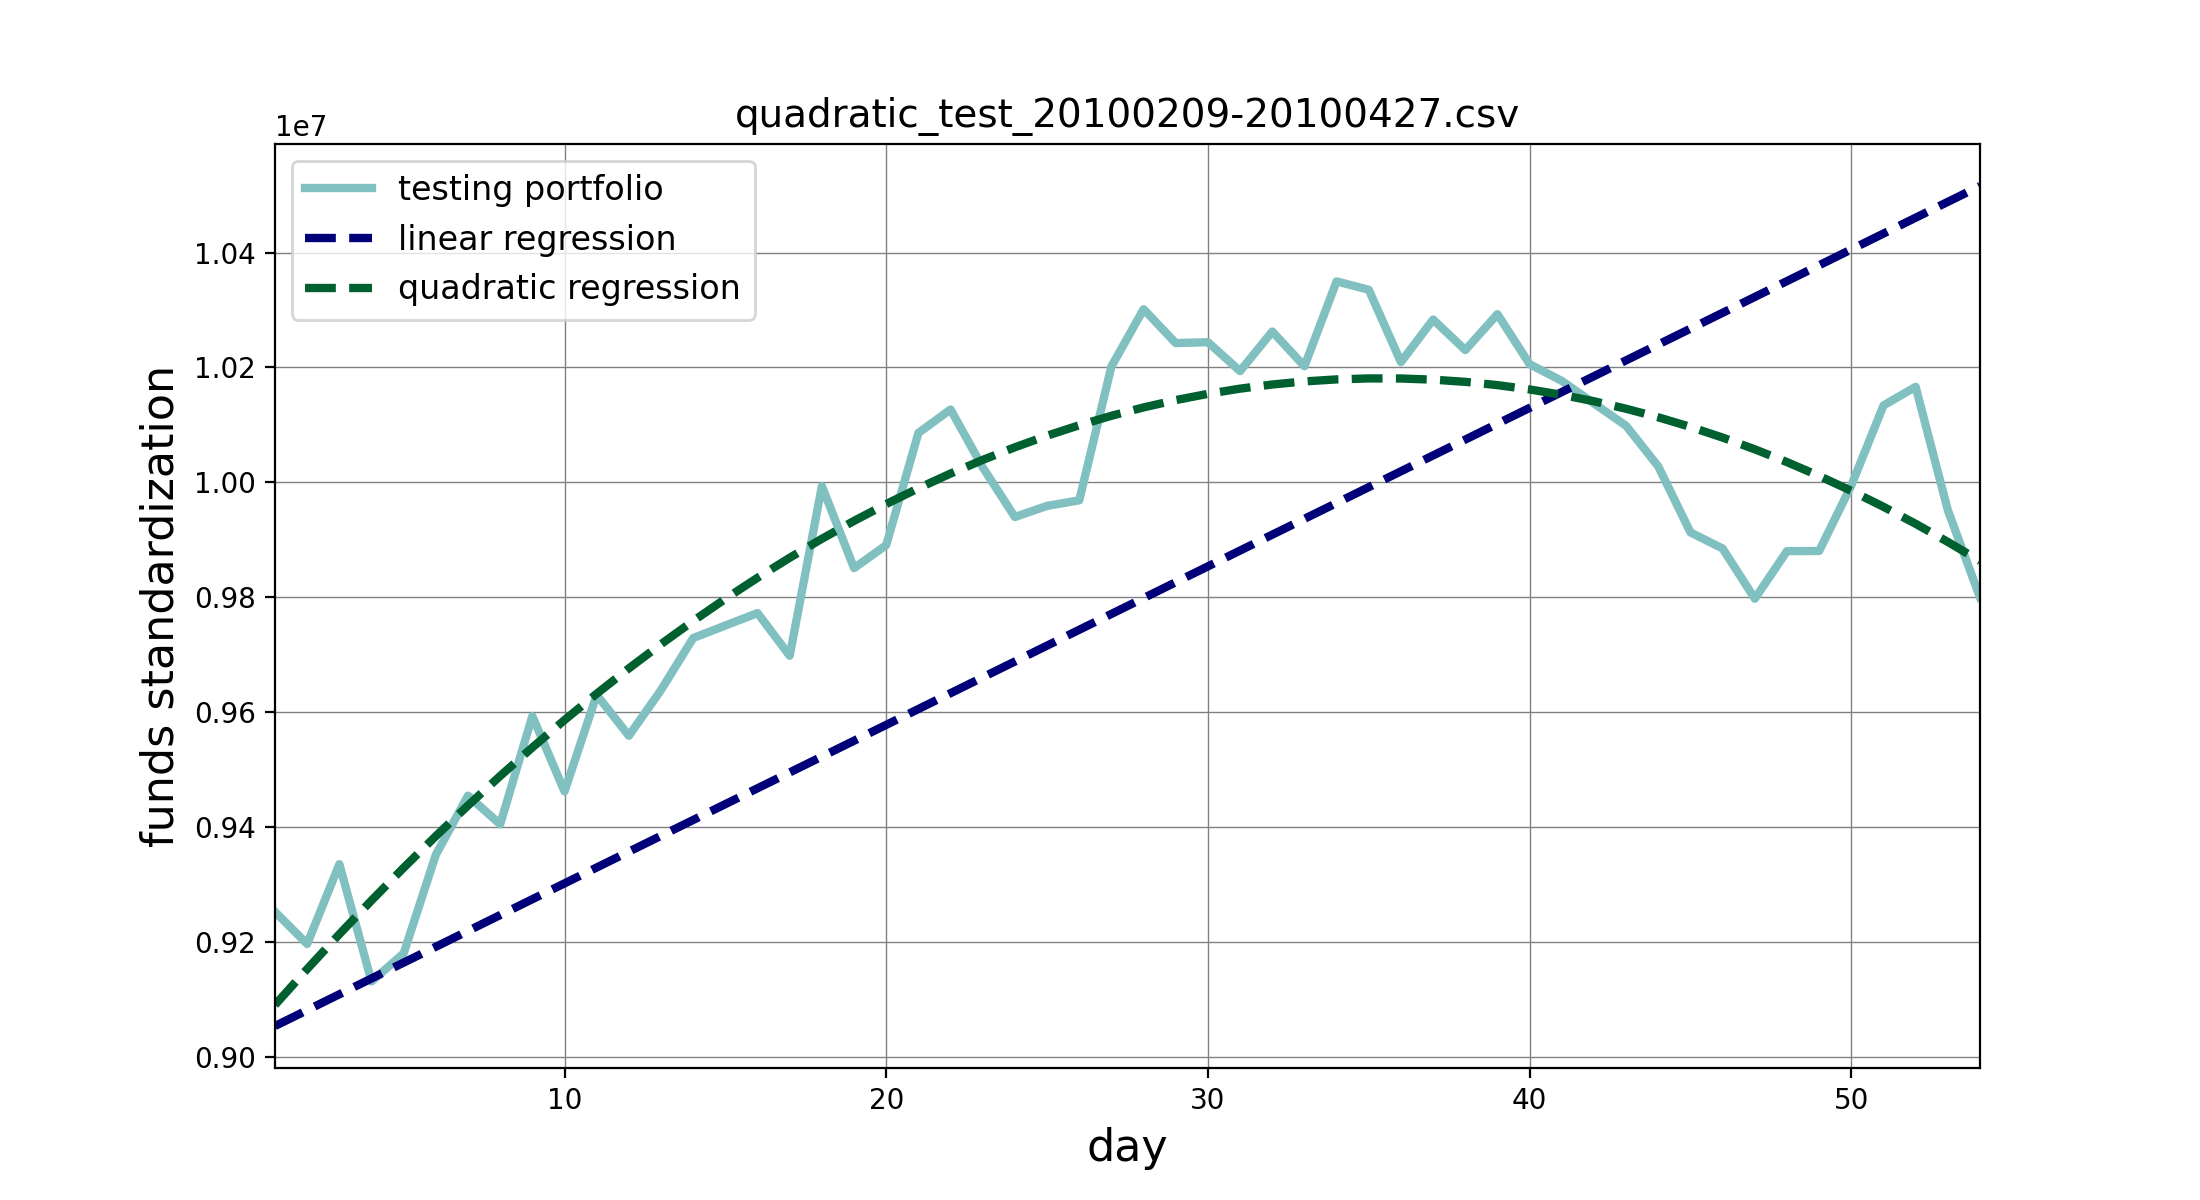 quadratic_test_20100209-20100427.csv
1e7
testing portfolio
linear regression
quadratic regression
1.04
1.02
1.00
0.98
0.96
0.94
0.92
0.90
funds standardization
10 20 30 40 50
day